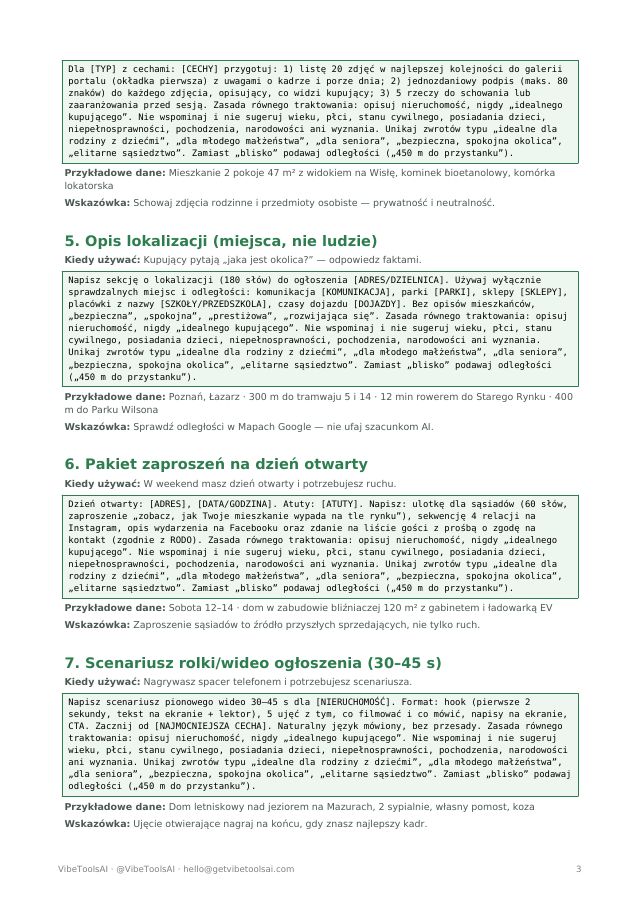 Dla [TYP] z cechami: [CECHY] przygotuj: 1) listę 20 zdjęć w najlepszej kolejności do galerii
portalu (okładka pierwsza) z uwagami o kadrze i porze dnia; 2) jednozdaniowy podpis (maks. 80
znaków) do każdego zdjęcia, opisujący, co widzi kupujący; 3) 5 rzeczy do schowania lub
zaaranżowania przed sesją. Zasada równego traktowania: opisuj nieruchomość, nigdy „idealnego
kupującego”. Nie wspominaj i nie sugeruj wieku, płci, stanu cywilnego, posiadania dzieci,
niepełnosprawności, pochodzenia, narodowości ani wyznania. Unikaj zwrotów typu „idealne dla
rodziny z dziećmi”, „dla młodego małżeństwa”, „dla seniora”, „bezpieczna, spokojna okolica”,
„elitarne sąsiedztwo”. Zamiast „blisko” podawaj odległości („450 m do przystanku”).
Przykładowe dane: Mieszkanie 2 pokoje 47 m² z widokiem na Wisłę, kominek bioetanolowy, komórka
lokatorska
Wskazówka: Schowaj zdjęcia rodzinne i przedmioty osobiste — prywatność i neutralność.
5. Opis lokalizacji (miejsca, nie ludzie)
Kiedy używać: Kupujący pytają „jaka jest okolica?” — odpowiedz faktami.
Napisz sekcję o lokalizacji (180 słów) do ogłoszenia [ADRES/DZIELNICA]. Używaj wyłącznie
sprawdzalnych miejsc i odległości: komunikacja [KOMUNIKACJA], parki [PARKI], sklepy [SKLEPY],
placówki z nazwy [SZKOŁY/PRZEDSZKOLA], czasy dojazdu [DOJAZDY]. Bez opisów mieszkańców,
„bezpieczna”, „spokojna”, „prestiżowa”, „rozwijająca się”. Zasada równego traktowania: opisuj
nieruchomość, nigdy „idealnego kupującego”. Nie wspominaj i nie sugeruj wieku, płci, stanu
cywilnego, posiadania dzieci, niepełnosprawności, pochodzenia, narodowości ani wyznania.
Unikaj zwrotów typu „idealne dla rodziny z dziećmi”, „dla młodego małżeństwa”, „dla seniora”,
„bezpieczna, spokojna okolica”, „elitarne sąsiedztwo”. Zamiast „blisko” podawaj odległości
(„450 m do przystanku”).
Przykładowe dane: Poznań, Łazarz · 300 m do tramwaju 5 i 14 · 12 min rowerem do Starego Rynku · 400
m do Parku Wilsona
Wskazówka: Sprawdź odległości w Mapach Google — nie ufaj szacunkom AI.
6. Pakiet zaproszeń na dzień otwarty
Kiedy używać: W weekend masz dzień otwarty i potrzebujesz ruchu.
Dzień otwarty: [ADRES], [DATA/GODZINA]. Atuty: [ATUTY]. Napisz: ulotkę dla sąsiadów (60 słów,
zaproszenie „zobacz, jak Twoje mieszkanie wypada na tle rynku”), sekwencję 4 relacji na
Instagram, opis wydarzenia na Facebooku oraz zdanie na liście gości z prośbą o zgodę na
kontakt (zgodnie z RODO). Zasada równego traktowania: opisuj nieruchomość, nigdy „idealnego
kupującego”. Nie wspominaj i nie sugeruj wieku, płci, stanu cywilnego, posiadania dzieci,
niepełnosprawności, pochodzenia, narodowości ani wyznania. Unikaj zwrotów typu „idealne dla
rodziny z dziećmi”, „dla młodego małżeństwa”, „dla seniora”, „bezpieczna, spokojna okolica”,
„elitarne sąsiedztwo”. Zamiast „blisko” podawaj odległości („450 m do przystanku”).
Przykładowe dane: Sobota 12–14 · dom w zabudowie bliźniaczej 120 m² z gabinetem i ładowarką EV
Wskazówka: Zaproszenie sąsiadów to źródło przyszłych sprzedających, nie tylko ruch.
7. Scenariusz rolki/wideo ogłoszenia (30–45 s)
Kiedy używać: Nagrywasz spacer telefonem i potrzebujesz scenariusza.
Napisz scenariusz pionowego wideo 30–45 s dla [NIERUCHOMOŚĆ]. Format: hook (pierwsze 2
sekundy, tekst na ekranie + lektor), 5 ujęć z tym, co filmować i co mówić, napisy na ekranie,
CTA. Zacznij od [NAJMOCNIEJSZA CECHA]. Naturalny język mówiony, bez przesady. Zasada równego
traktowania: opisuj nieruchomość, nigdy „idealnego kupującego”. Nie wspominaj i nie sugeruj
wieku, płci, stanu cywilnego, posiadania dzieci, niepełnosprawności, pochodzenia, narodowości
ani wyznania. Unikaj zwrotów typu „idealne dla rodziny z dziećmi”, „dla młodego małżeństwa”,
„dla seniora”, „bezpieczna, spokojna okolica”, „elitarne sąsiedztwo”. Zamiast „blisko” podawaj
odległości („450 m do przystanku”).
Przykładowe dane: Dom letniskowy nad jeziorem na Mazurach, 2 sypialnie, własny pomost, koza
Wskazówka: Ujęcie otwierające nagraj na końcu, gdy znasz najlepszy kadr.
VibeToolsAI · @VibeToolsAI · hello@getvibetoolsai.com
3